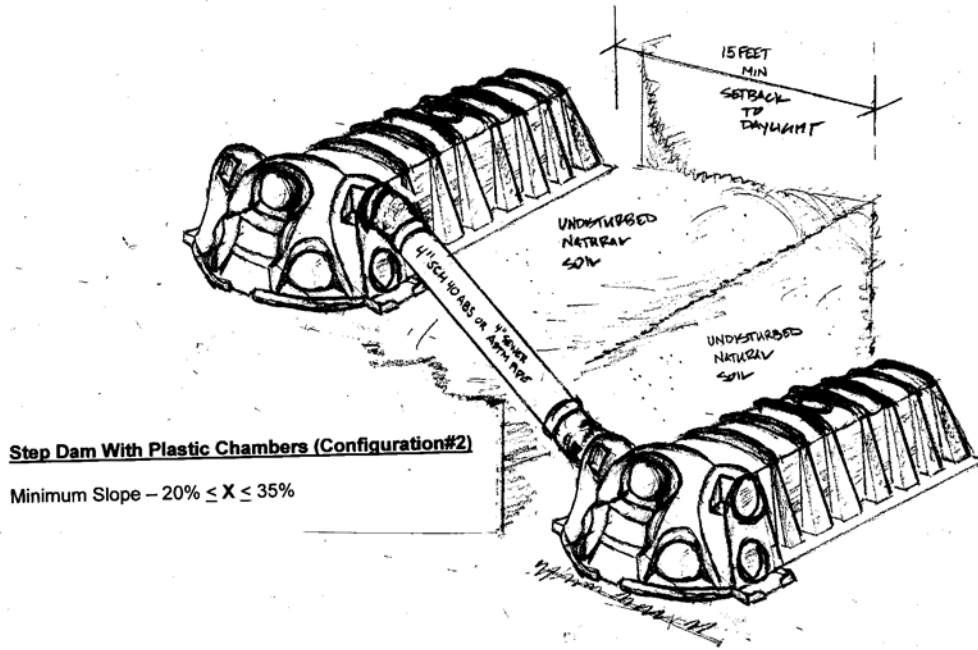 15 FEET
MIN
SETBACK
TO
DAYLIGHT
UNDISTURBED
NATURAL
SOIL
4" SCH 40 ABS OR 4" SEWER
ASTM PIPE
UNDISTURBED
NATURAL
SOIL
Step Dam With Plastic Chambers (Configuration#2)
Minimum Slope – 20% ≤ X ≤ 35%